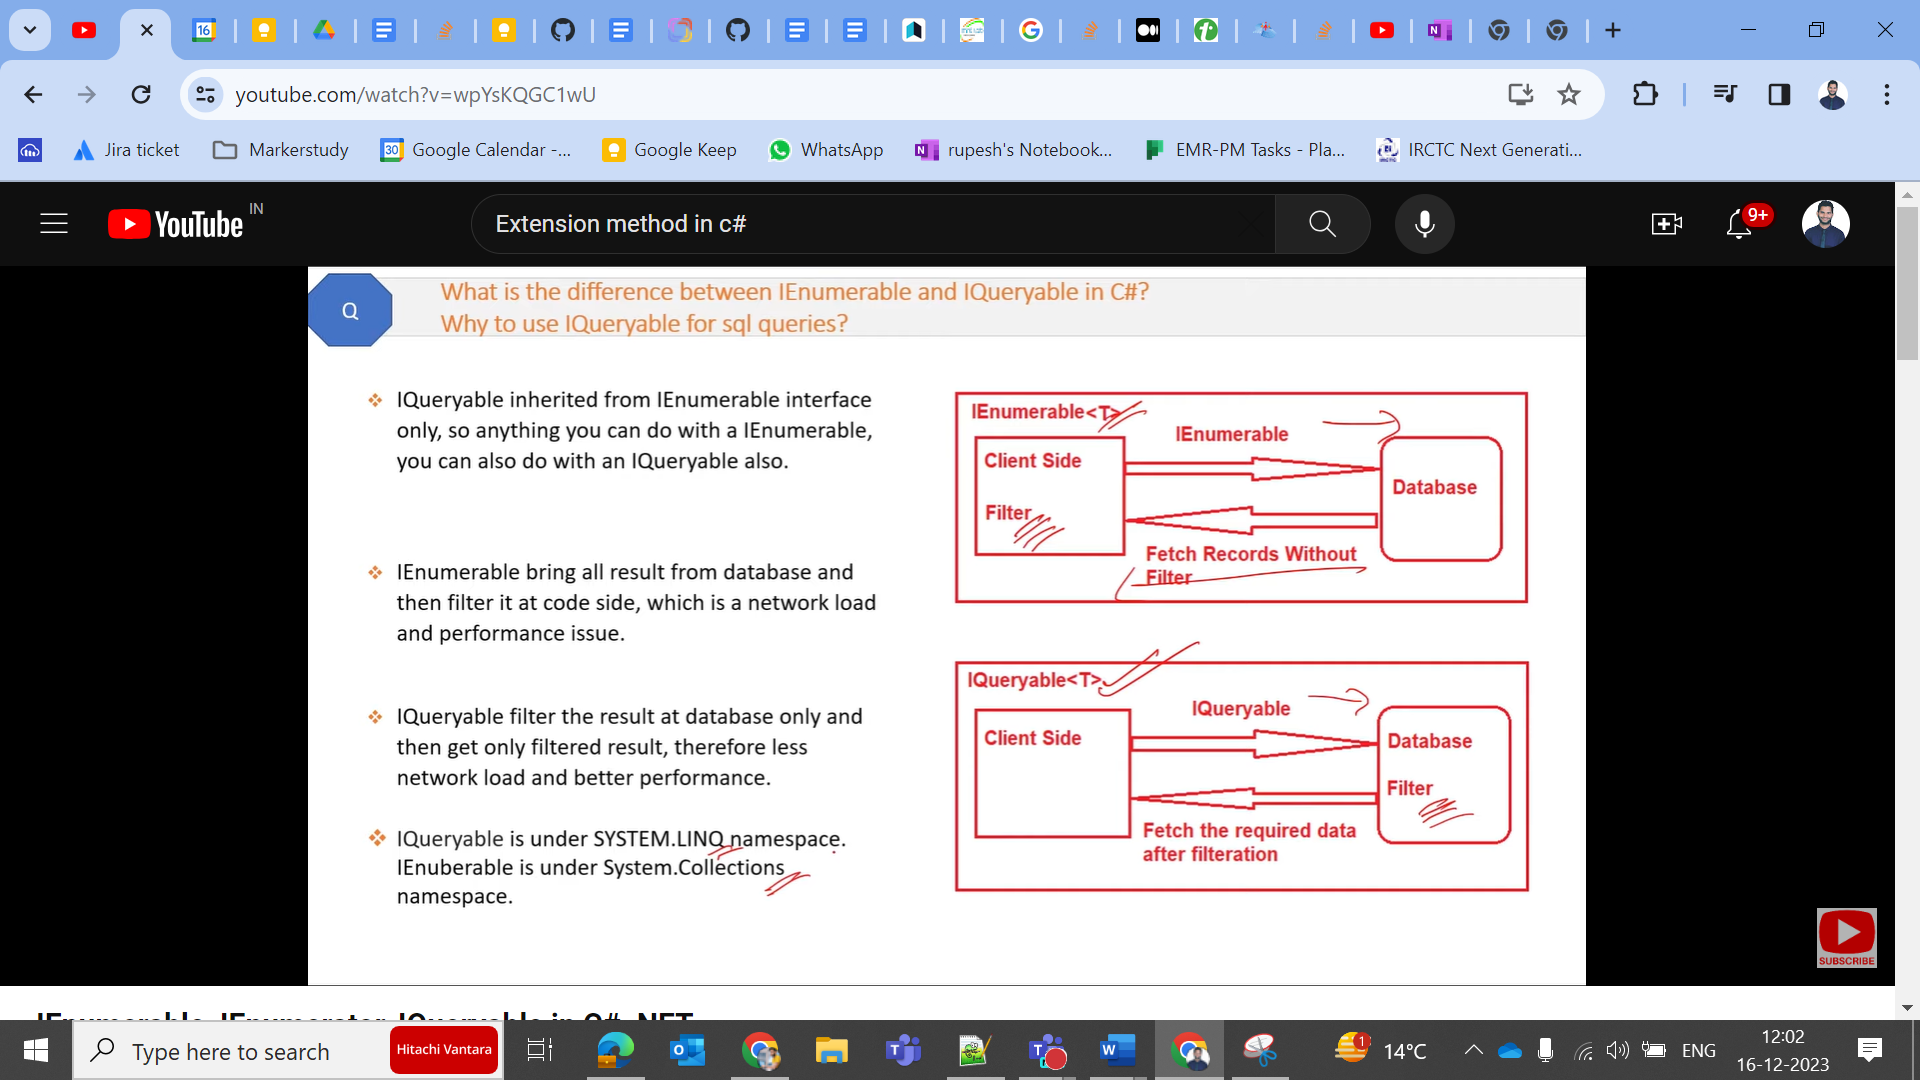 16
youtube.com/watch?v=wpYsKQGC1wU
Jira ticket
Markerstudy
30
Google Calendar -...
Google Keep
WhatsApp
N
rupesh's Notebook...
EMR-PM Tasks - Pla...
IRCTC Next Generati...
YouTube
IN
Extension method in c#
9+
Q
What is the difference between IEnumerable and IQueryable in C#?
Why to use IQueryable for sql queries?
IQueryable inherited from IEnumerable interface
only, so anything you can do with a IEnumerable,
you can also do with an IQueryable also.
IEnumerable bring all result from database and
then filter it at code side, which is a network load
and performance issue.
IQueryable filter the result at database only and
then get only filtered result, therefore less
network load and better performance.
IQueryable is under SYSTEM.LINQ namespace.
IEnuberable is under System.Collections
namespace.
IEnumerable<T>
IEnumerable
Client Side
Filter
Database
Fetch Records Without
Filter
IQueryable<T>
IQueryable
Client Side
Database
Filter
Fetch the required data
after filteration
SUBSCRIBE
IEnumerable, IEnumerator, IQueryable in C# .NET
Type here to search
Hitachi Vantara
1
14°C
ENG
12:02
16-12-2023